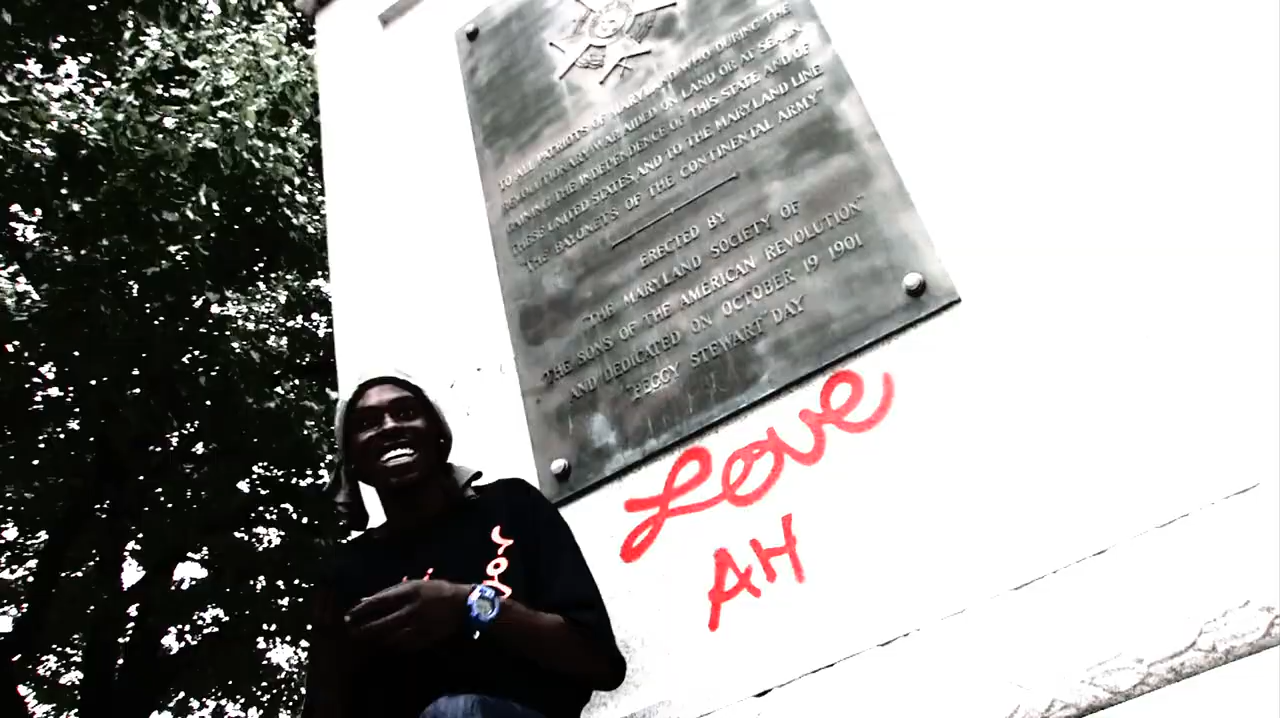 TO ALL PATRIOTS OF MARYLAND WHO DURING THE
REVOLUTIONARY WAR AIDED ON LAND OR AT SEA IN
GAINING THE INDEPENDENCE OF THIS STATE AND OF
THESE UNITED STATES AND TO THE MARYLAND LINE
"THE BAYONETS OF THE CONTINENTAL ARMY"
ERECTED BY
"THE MARYLAND SOCIETY OF
THE SONS OF THE AMERICAN REVOLUTION"
AND DEDICATED ON OCTOBER 19 1901
"PEGGY STEWART DAY
Love
AH